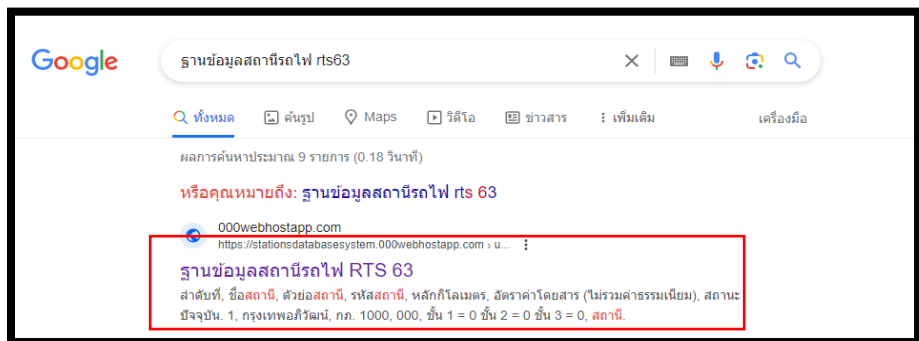 Google
ฐานข้อมูลสถานีรถไฟ rts63
ทั้งหมด ค้นรูป Maps วิดีโอ ข่าวสาร เพิ่มเติม เครื่องมือ
ผลการค้นหาประมาณ 9 รายการ (0.18 วินาที)
หรือคุณหมายถึง: ฐานข้อมูลสถานีรถไฟ rts 63
000webhostapp.com
https://stationsdatabasesystem.000webhostapp.com › u...
ฐานข้อมูลสถานีรถไฟ RTS 63
ลำดับที่, ชื่อสถานี, ตัวย่อสถานี, รหัสสถานี, หลักกิโลเมตร, อัตราค่าโดยสาร (ไม่รวมค่าธรรมเนียม), สถานะ
ปัจจุบัน. 1, กรุงเทพอภิวัฒน์, กภ. 1000, 000, ชั้น 1 = 0 ชั้น 2 = 0 ชั้น 3 = 0, สถานี.